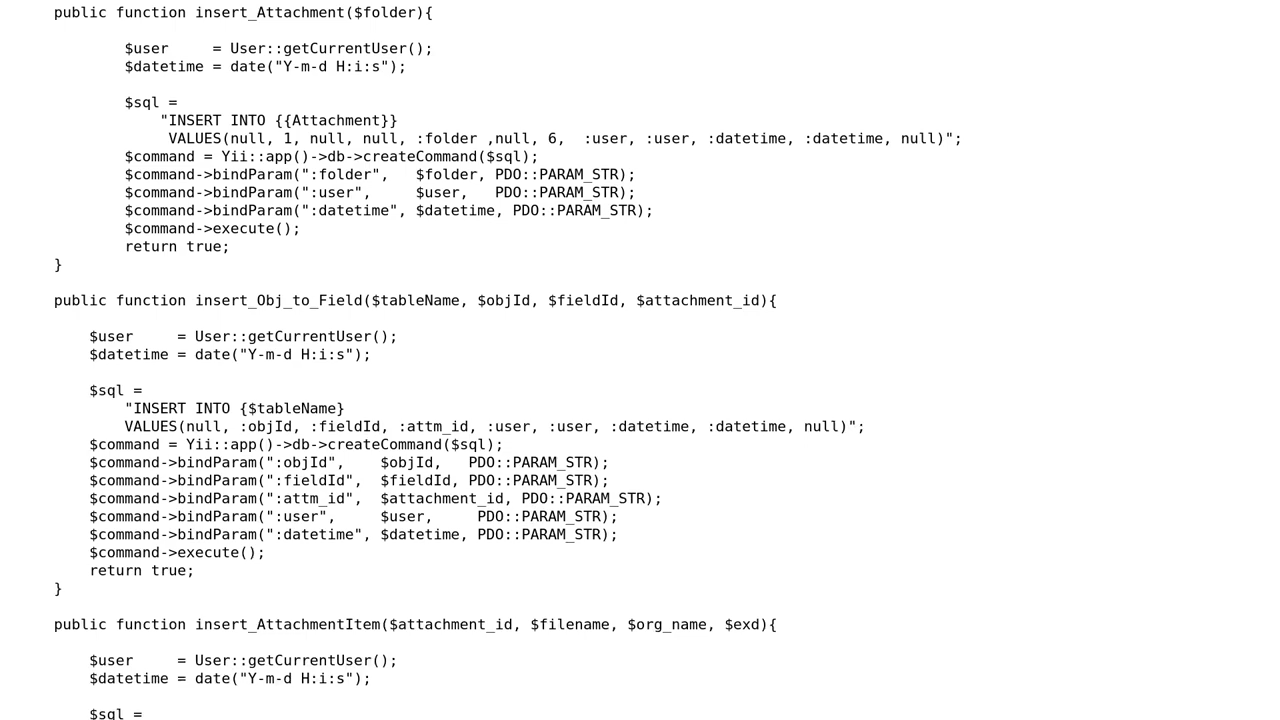 public function insert_Attachment($folder){
$user     = User::getCurrentUser();
$datetime = date("Y-m-d H:i:s");
$sql =
"INSERT INTO {{Attachment}}
VALUES(null, 1, null, null, :folder ,null, 6,  :user, :user, :datetime, :datetime, null)";
$command = Yii::app()->db->createCommand($sql);
$command->bindParam(":folder",   $folder, PDO::PARAM_STR);
$command->bindParam(":user",     $user,   PDO::PARAM_STR);
$command->bindParam(":datetime", $datetime, PDO::PARAM_STR);
$command->execute();
return true;
}
public function insert_Obj_to_Field($tableName, $objId, $fieldId, $attachment_id){
$user     = User::getCurrentUser();
$datetime = date("Y-m-d H:i:s");
$sql =
"INSERT INTO {$tableName}
VALUES(null, :objId, :fieldId, :attm_id, :user, :user, :datetime, :datetime, null)";
$command = Yii::app()->db->createCommand($sql);
$command->bindParam(":objId",    $objId,   PDO::PARAM_STR);
$command->bindParam(":fieldId",  $fieldId, PDO::PARAM_STR);
$command->bindParam(":attm_id",  $attachment_id, PDO::PARAM_STR);
$command->bindParam(":user",     $user,     PDO::PARAM_STR);
$command->bindParam(":datetime", $datetime, PDO::PARAM_STR);
$command->execute();
return true;
}
public function insert_AttachmentItem($attachment_id, $filename, $org_name, $exd){
$user     = User::getCurrentUser();
$datetime = date("Y-m-d H:i:s");
$sql =